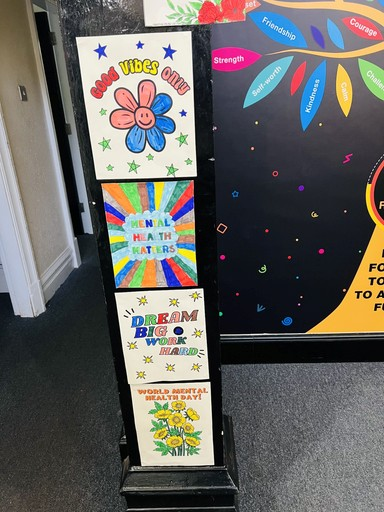 GOOD VIBES ONLY
MENTAL
HEALTH
MATTERS
DREAM
BIG
WORK
HARD
WORLD MENTAL
HEALTH DAY!
Friendship
Courage
Strength
Self-worth
Kindness
Calm